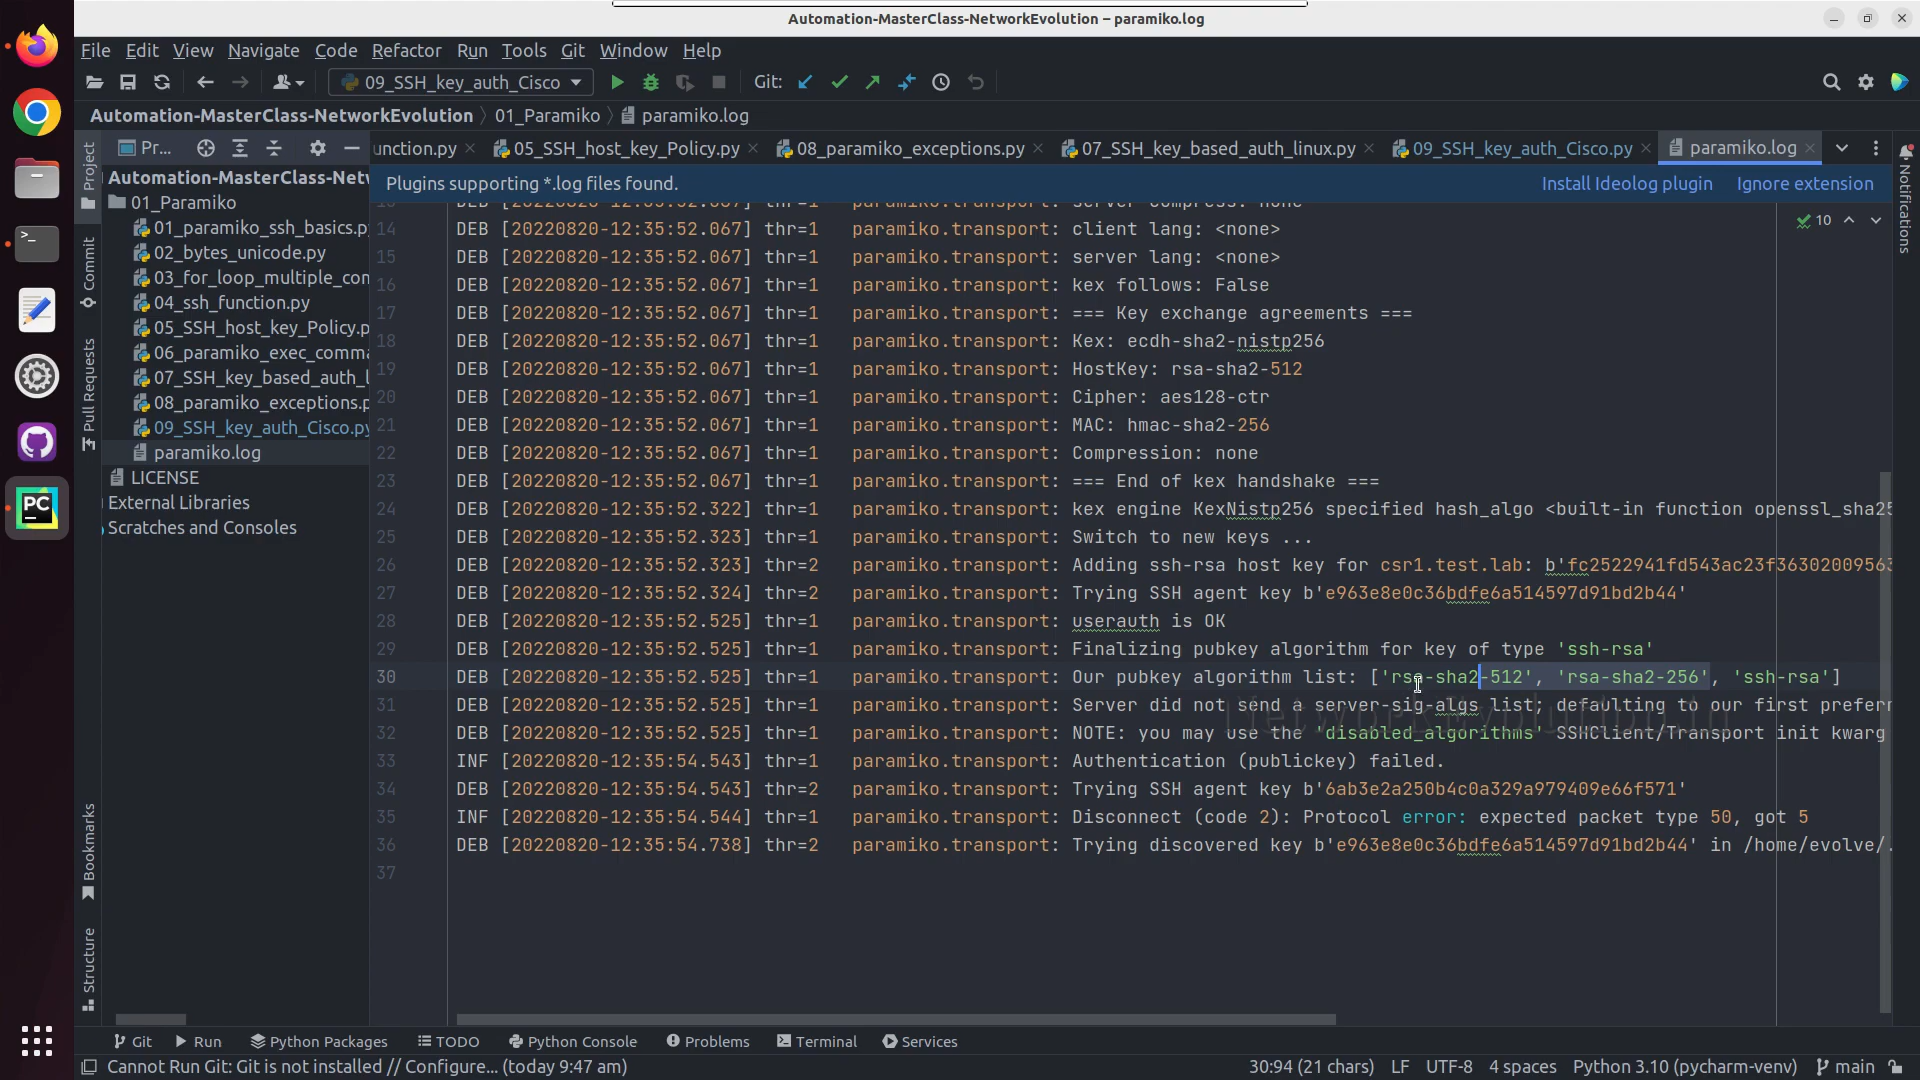 Automation-MasterClass-NetworkEvolution – paramiko.log
File Edit View Navigate Code Refactor Run Tools Git Window Help
09_SSH_key_auth_Cisco Git:
Automation-MasterClass-NetworkEvolution 01_Paramiko paramiko.log
Project
Pr...
unction.py 05_SSH_host_key_Policy.py 08_paramiko_exceptions.py 07_SSH_key_based_auth_linux.py 09_SSH_key_auth_Cisco.py paramiko.log
Notifications
Automation-MasterClass-Netw
01_Paramiko
01_paramiko_ssh_basics.p
02_bytes_unicode.py
03_for_loop_multiple_con
04_ssh_function.py
05_SSH_host_key_Policy.p
06_paramiko_exec_comma
07_SSH_key_based_auth_l
08_paramiko_exceptions.p
09_SSH_key_auth_Cisco.py
paramiko.log
LICENSE
External Libraries
Scratches and Consoles
Commit
Pull Requests
Bookmarks
Structure
Plugins supporting *.log files found. Install Ideolog plugin Ignore extension
10
13 DEB [20220820-12:35:52.067] thr=1 paramiko.transport: server compress: none
14 DEB [20220820-12:35:52.067] thr=1 paramiko.transport: client lang: <none>
15 DEB [20220820-12:35:52.067] thr=1 paramiko.transport: server lang: <none>
16 DEB [20220820-12:35:52.067] thr=1 paramiko.transport: kex follows: False
17 DEB [20220820-12:35:52.067] thr=1 paramiko.transport: === Key exchange agreements ===
18 DEB [20220820-12:35:52.067] thr=1 paramiko.transport: Kex: ecdh-sha2-nistp256
19 DEB [20220820-12:35:52.067] thr=1 paramiko.transport: HostKey: rsa-sha2-512
20 DEB [20220820-12:35:52.067] thr=1 paramiko.transport: Cipher: aes128-ctr
21 DEB [20220820-12:35:52.067] thr=1 paramiko.transport: MAC: hmac-sha2-256
22 DEB [20220820-12:35:52.067] thr=1 paramiko.transport: Compression: none
23 DEB [20220820-12:35:52.067] thr=1 paramiko.transport: === End of kex handshake ===
24 DEB [20220820-12:35:52.322] thr=1 paramiko.transport: kex engine KexNistp256 specified hash_algo <built-in function openssl_sha25
25 DEB [20220820-12:35:52.323] thr=1 paramiko.transport: Switch to new keys ...
26 DEB [20220820-12:35:52.323] thr=2 paramiko.transport: Adding ssh-rsa host key for csr1.test.lab: b'fc2522941fd543ac23f36302009563
27 DEB [20220820-12:35:52.324] thr=2 paramiko.transport: Trying SSH agent key b'e963e8e0c36bdfe6a514597d91bd2b44'
28 DEB [20220820-12:35:52.525] thr=1 paramiko.transport: userauth is OK
29 DEB [20220820-12:35:52.525] thr=1 paramiko.transport: Finalizing pubkey algorithm for key of type 'ssh-rsa'
30 DEB [20220820-12:35:52.525] thr=1 paramiko.transport: Our pubkey algorithm list: ['rsa-sha2-512', 'rsa-sha2-256', 'ssh-rsa']
31 DEB [20220820-12:35:52.525] thr=1 paramiko.transport: Server did not send a server-sig-algs list; defaulting to our first preferr
32 DEB [20220820-12:35:52.525] thr=1 paramiko.transport: NOTE: you may use the 'disabled_algorithms' SSHClient/Transport init kwarg
33 INF [20220820-12:35:54.543] thr=1 paramiko.transport: Authentication (publickey) failed.
34 DEB [20220820-12:35:54.543] thr=2 paramiko.transport: Trying SSH agent key b'6ab3e2a250b4c0a329a979409e66f571'
35 INF [20220820-12:35:54.544] thr=1 paramiko.transport: Disconnect (code 2): Protocol error: expected packet type 50, got 5
36 DEB [20220820-12:35:54.738] thr=2 paramiko.transport: Trying discovered key b'e963e8e0c36bdfe6a514597d91bd2b44' in /home/evolve/.
37
Git Run Python Packages TODO Python Console Problems Terminal Services
Cannot Run Git: Git is not installed // Configure... (today 9:47 am) 30:94 (21 chars) LF UTF-8 4 spaces Python 3.10 (pycharm-venv) main